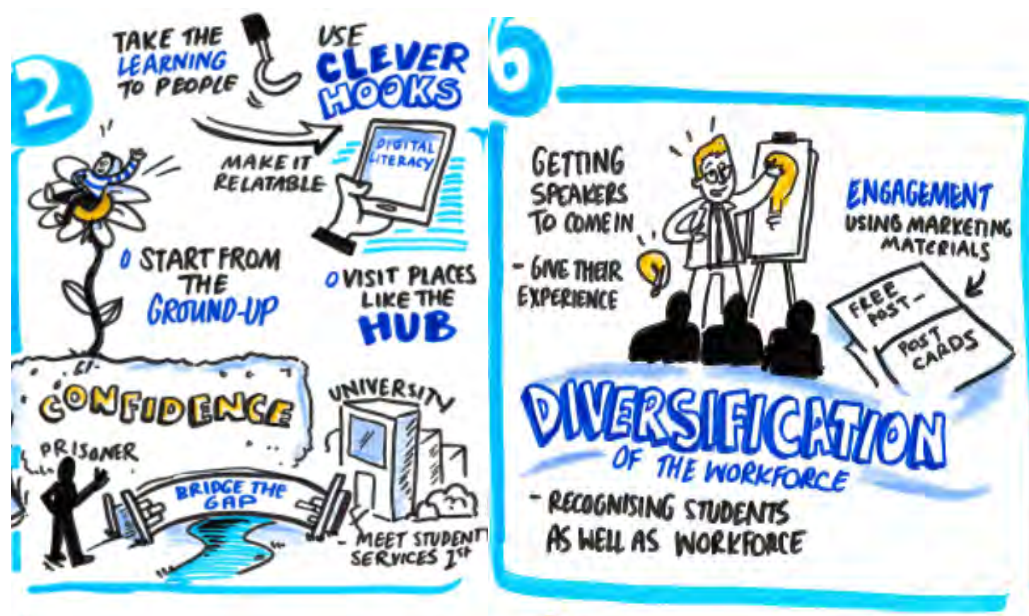 2
TAKE THE
LEARNING
TO PEOPLE
USE
CLEVER
HOOKS
MAKE IT
RELATABLE
DIGITAL
LITERACY
START FROM
THE
GROUND-UP
VISIT PLACES
LIKE THE
HUB
CONFIDENCE
PRISONER
BRIDGE THE
GAP
UNIVERSITY
- MEET STUDENT
SERVICES 1ST
6
GETTING
SPEAKERS
TO COME IN
- GIVE THEIR
EXPERIENCE
ENGAGEMENT
USING MARKETING
MATERIALS
FREE
POST-
POST
CARDS
DIVERSIFICATION
OF THE WORKFORCE
- RECOGNISING STUDENTS
AS WELL AS WORKFORCE